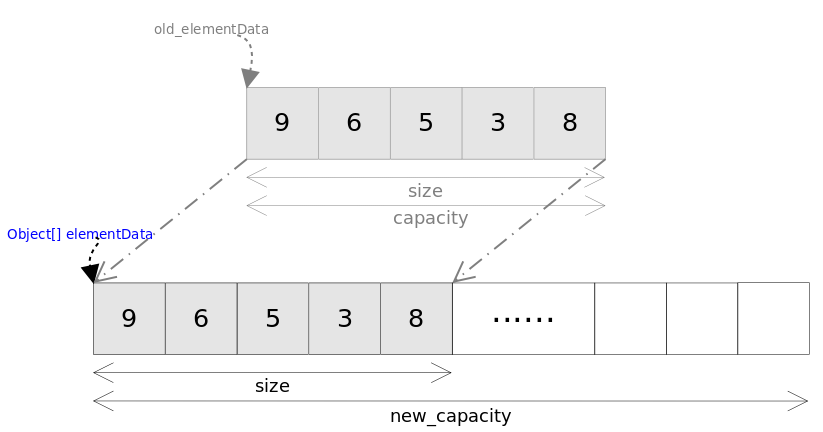 old_elementData
9 6 5 3 8
size
capacity
Object[] elementData
9 6 5 3 8 ......
size
new_capacity